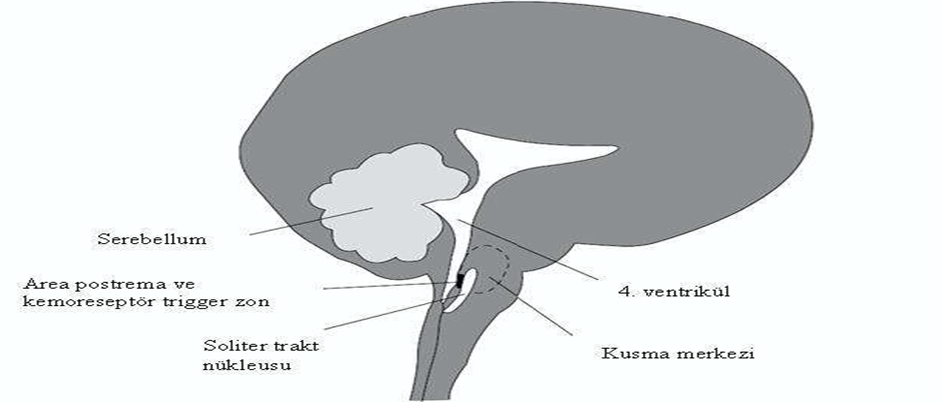 Serebellum
Area postrema ve
kemoreseptör trigger zon
Soliter trakt
nükleusu
4. ventrikül
Kusma merkezi